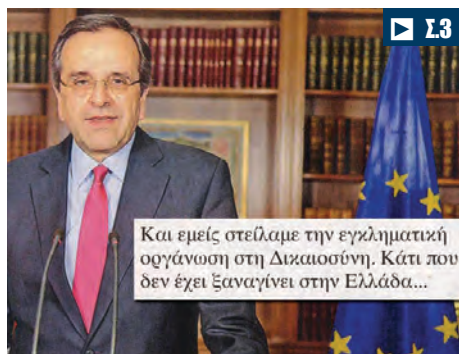 Σ.3
Και εμείς στείλαμε την εγκληματική
οργάνωση στη Δικαιοσύνη. Κάτι που
δεν έχει ξαναγίνει στην Ελλάδα...